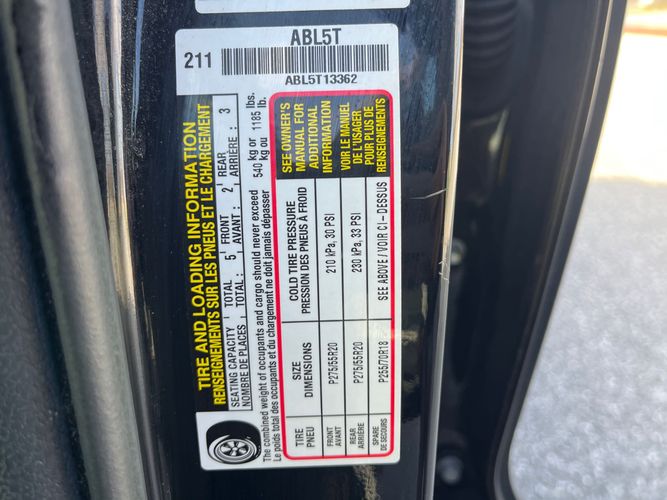 ABL5T
211
ABL5T13362
TIRE AND LOADING INFORMATION
RENSEIGNEMENTS SUR LES PNEUS ET LE CHARGEMENT
SEATING CAPACITY TOTAL: 5 FRONT 2 REAR 3
NOMBRE DE PLACES TOTAL: AVANT: ARRIÈRE:
The combined weight of occupants and cargo should never exceed 540 kg or 1185 lbs.
Le poids total des occupants et du chargement ne doit jamais dépasser kg ou lb.
TIRE SIZE COLD TIRE PRESSURE
PNEU DIMENSIONS PRESSION DES PNEUS À FROID
FRONT P275/55R20 210 kPa, 30 PSI
AVANT
REAR P275/55R20 230 kPa, 33 PSI
ARRIÈRE
SPARE P255/70R18 SEE ABOVE / VOIR CI-DESSUS
DE SECOURS
SEE OWNER'S
MANUAL FOR
ADDITIONAL
INFORMATION
VOIR LE MANUEL
DE L'USAGER
POUR PLUS DE
RENSEIGNEMENTS